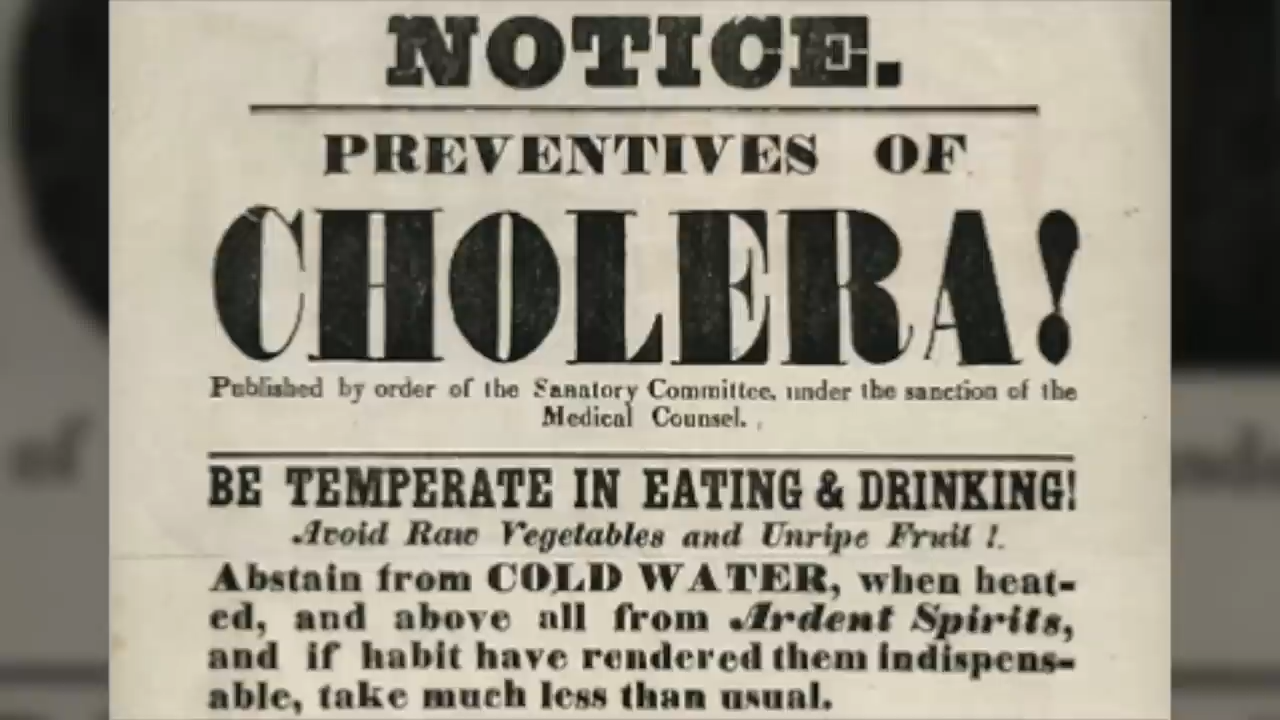 NOTICE.
PREVENTIVES OF
CHOLERA!
Published by order of the Sanatory Committee, under the sanction of the
Medical Counsel.
BE TEMPERATE IN EATING & DRINKING!
Avoid Raw Vegetables and Unripe Fruit !.
Abstain from COLD WATER, when heat-
ed, and above all from Ardent Spirits,
and if habit have rendered them indispens-
able, take much less than usual.
of